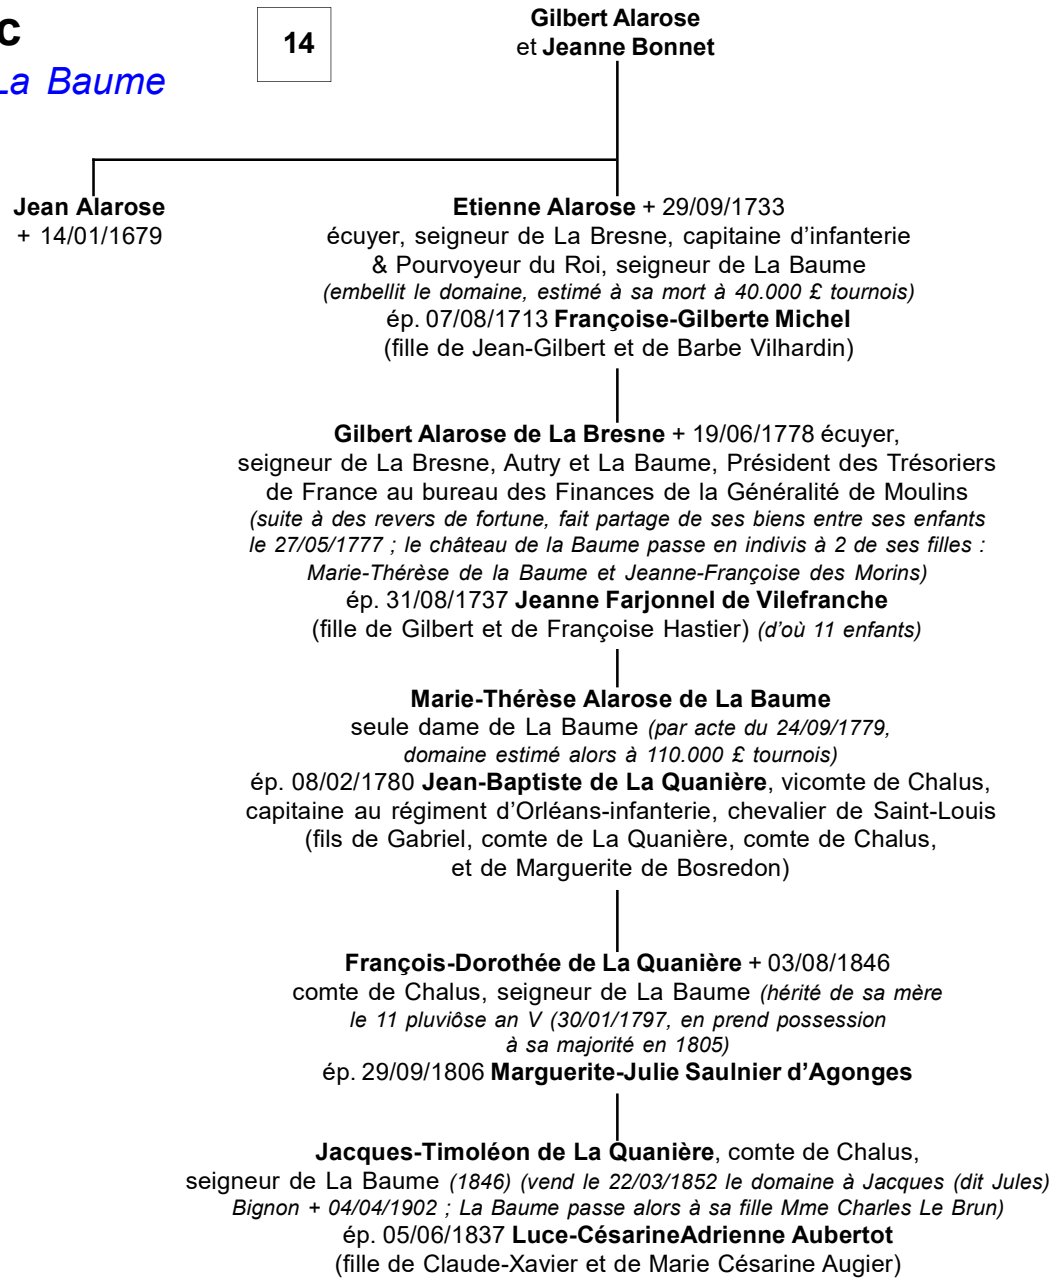 c
La Baume
14
Gilbert Alarose
et Jeanne Bonnet
Jean Alarose
+ 14/01/1679
Etienne Alarose + 29/09/1733
écuyer, seigneur de La Bresne, capitaine d'infanterie
& Pourvoyeur du Roi, seigneur de La Baume
(embellit le domaine, estimé à sa mort à 40.000 £ tournois)
ép. 07/08/1713 Françoise-Gilberte Michel
(fille de Jean-Gilbert et de Barbe Vilhardin)
Gilbert Alarose de La Bresne + 19/06/1778 écuyer,
seigneur de La Bresne, Autry et La Baume, Président des Trésoriers
de France au bureau des Finances de la Généralité de Moulins
(suite à des revers de fortune, fait partage de ses biens entre ses enfants
le 27/05/1777 ; le château de la Baume passe en indivis à 2 de ses filles :
Marie-Thérèse de la Baume et Jeanne-Françoise des Morins)
ép. 31/08/1737 Jeanne Farjonnel de Vilefranche
(fille de Gilbert et de Françoise Hastier) (d'où 11 enfants)
Marie-Thérèse Alarose de La Baume
seule dame de La Baume (par acte du 24/09/1779,
domaine estimé alors à 110.000 £ tournois)
ép. 08/02/1780 Jean-Baptiste de La Quanière, vicomte de Chalus,
capitaine au régiment d'Orléans-infanterie, chevalier de Saint-Louis
(fils de Gabriel, comte de La Quanière, comte de Chalus,
et de Marguerite de Bosredon)
François-Dorothée de La Quanière + 03/08/1846
comte de Chalus, seigneur de La Baume (hérité de sa mère
le 11 pluviôse an V (30/01/1797, en prend possession
à sa majorité en 1805)
ép. 29/09/1806 Marguerite-Julie Saulnier d'Agonges
Jacques-Timoléon de La Quanière, comte de Chalus,
seigneur de La Baume (1846) (vend le 22/03/1852 le domaine à Jacques (dit Jules)
Bignon + 04/04/1902 ; La Baume passe alors à sa fille Mme Charles Le Brun)
ép. 05/06/1837 Luce-CésarineAdrienne Aubertot
(fille de Claude-Xavier et de Marie Césarine Augier)